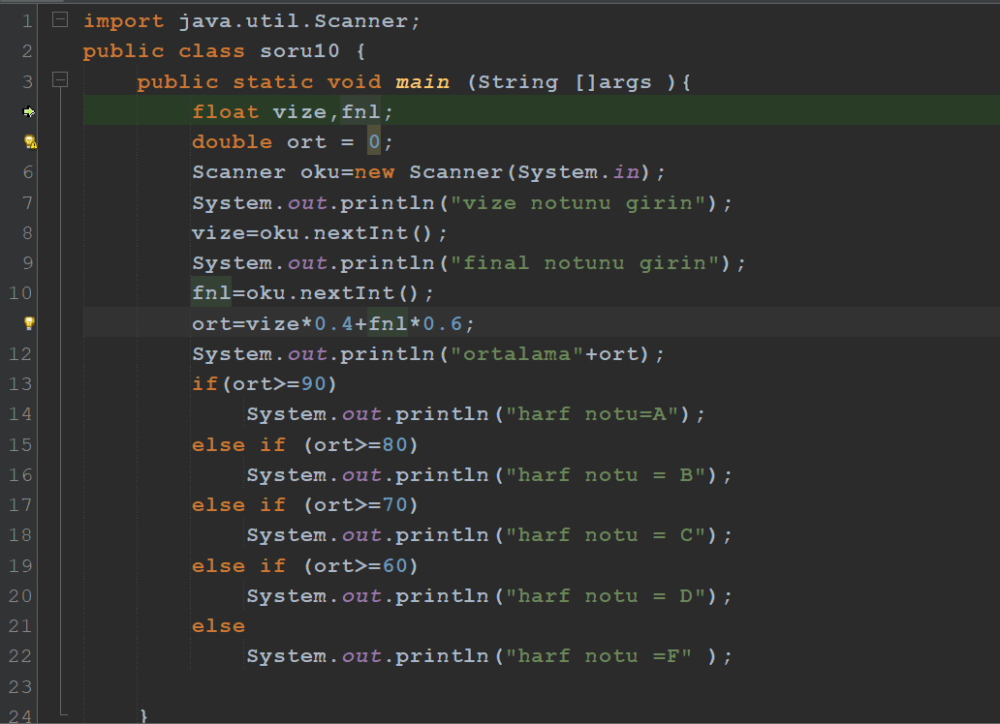 1 import java.util.Scanner;
2 public class soru10 {
3 public static void main (String []args ){
float vize,fnl;
double ort = 0;
6 Scanner oku=new Scanner(System.in);
7 System.out.println("vize notunu girin");
8 vize=oku.nextInt();
9 System.out.println("final notunu girin");
10 fnl=oku.nextInt();
ort=vize*0.4+fnl*0.6;
12 System.out.println("ortalama"+ort);
13 if(ort>=90)
14 System.out.println("harf notu=A");
15 else if (ort>=80)
16 System.out.println("harf notu = B");
17 else if (ort>=70)
18 System.out.println("harf notu = C");
19 else if (ort>=60)
20 System.out.println("harf notu = D");
21 else
22 System.out.println("harf notu =F" );
23
24 }